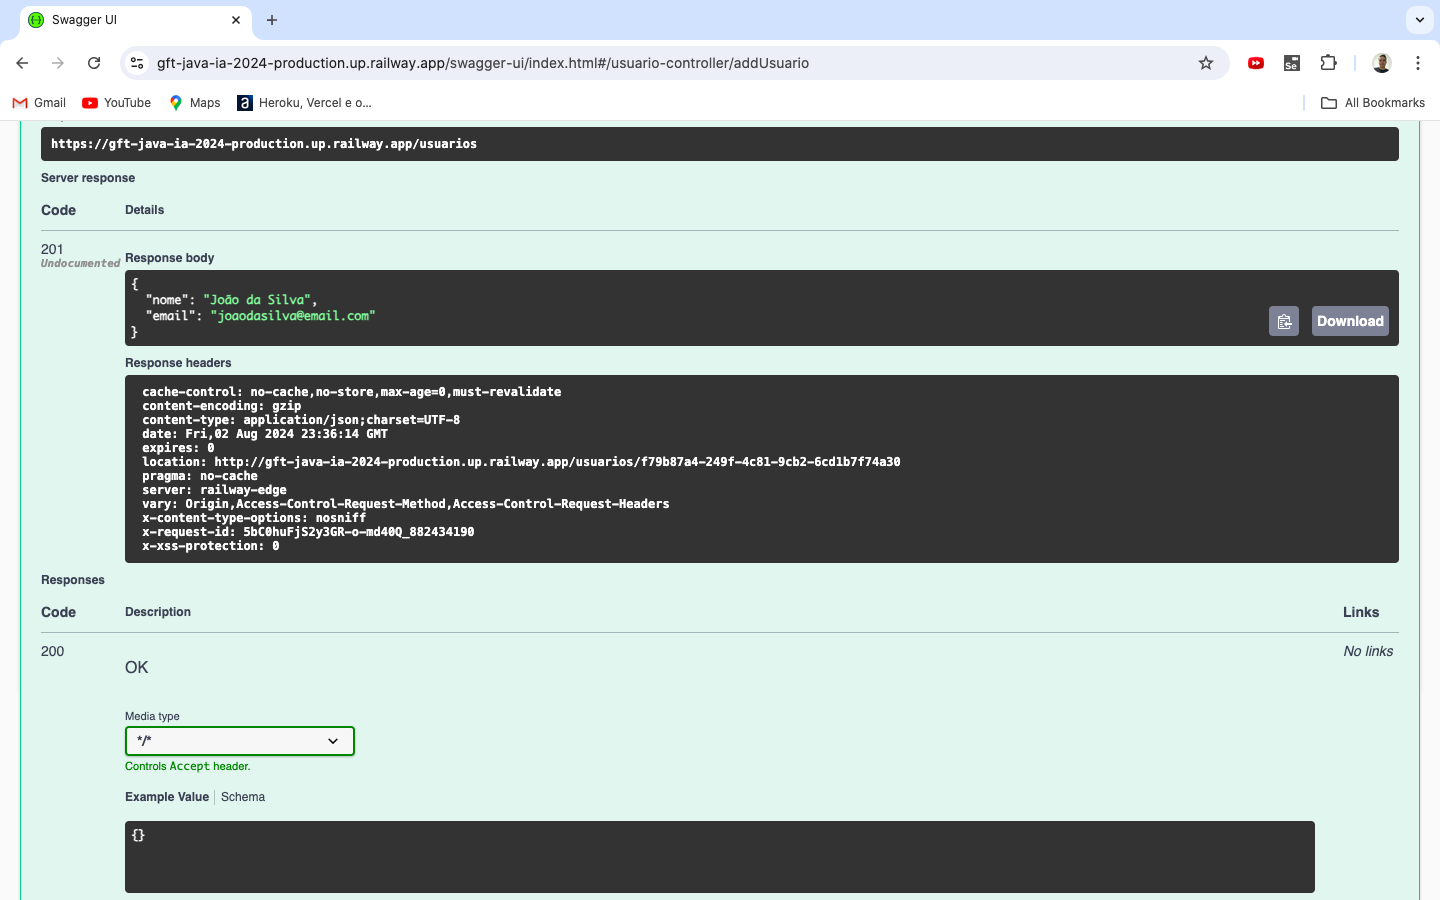 Swagger UI
gft-java-ia-2024-production.up.railway.app/swagger-ui/index.html#/usuario-controller/addUsuario
Gmail YouTube Maps Heroku, Vercel e o... All Bookmarks
https://gft-java-ia-2024-production.up.railway.app/usuarios
Server response
Code Details
201
Undocumented
Response body
{
"nome": "João da Silva",
"email": "joaodasilva@email.com"
}
Download
Response headers
cache-control: no-cache,no-store,max-age=0,must-revalidate
content-encoding: gzip
content-type: application/json;charset=UTF-8
date: Fri,02 Aug 2024 23:36:14 GMT
expires: 0
location: http://gft-java-ia-2024-production.up.railway.app/usuarios/f79b87a4-249f-4c81-9cb2-6cd1b7f74a30
pragma: no-cache
server: railway-edge
vary: Origin,Access-Control-Request-Method,Access-Control-Request-Headers
x-content-type-options: nosniff
x-request-id: 5bC0huFjS2y3GR-o-md40Q_882434190
x-xss-protection: 0
Responses
Code Description Links
200 No links
OK
Media type
*/*
Controls Accept header.
Example Value Schema
{}